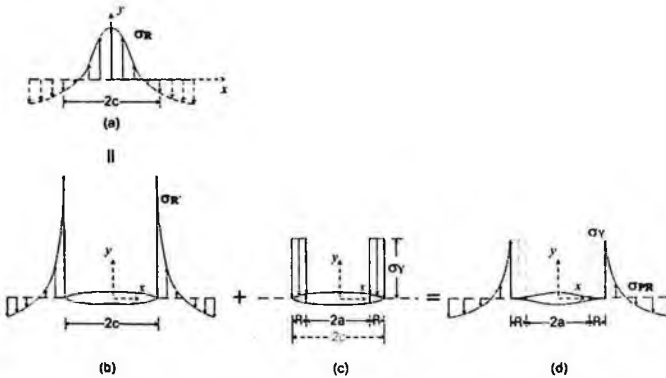 y
σR
x
2c
(a)
=
σR'
y
x
2c
(b)
+
y
σY
R 2a R
2c
(c)
=
σY
y
x
σPR
R 2a R
(d)